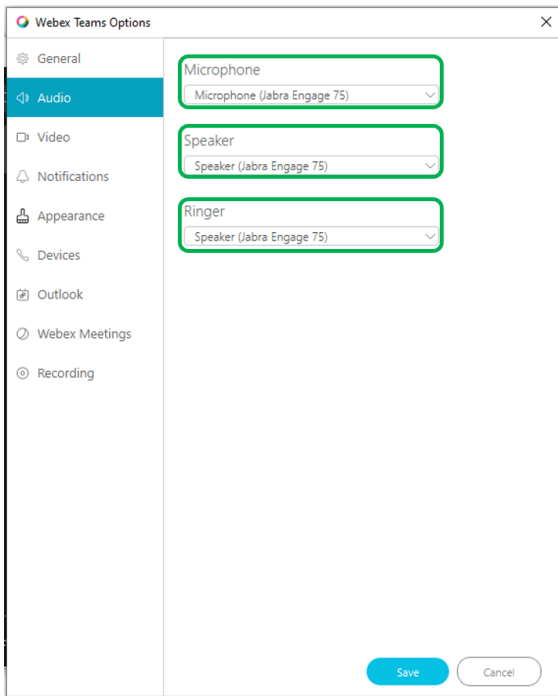 Webex Teams Options
General
Audio
Video
Notifications
Appearance
Devices
Outlook
Webex Meetings
Recording
Microphone
Microphone (Jabra Engage 75)
Speaker
Speaker (Jabra Engage 75)
Ringer
Speaker (Jabra Engage 75)
Save
Cancel